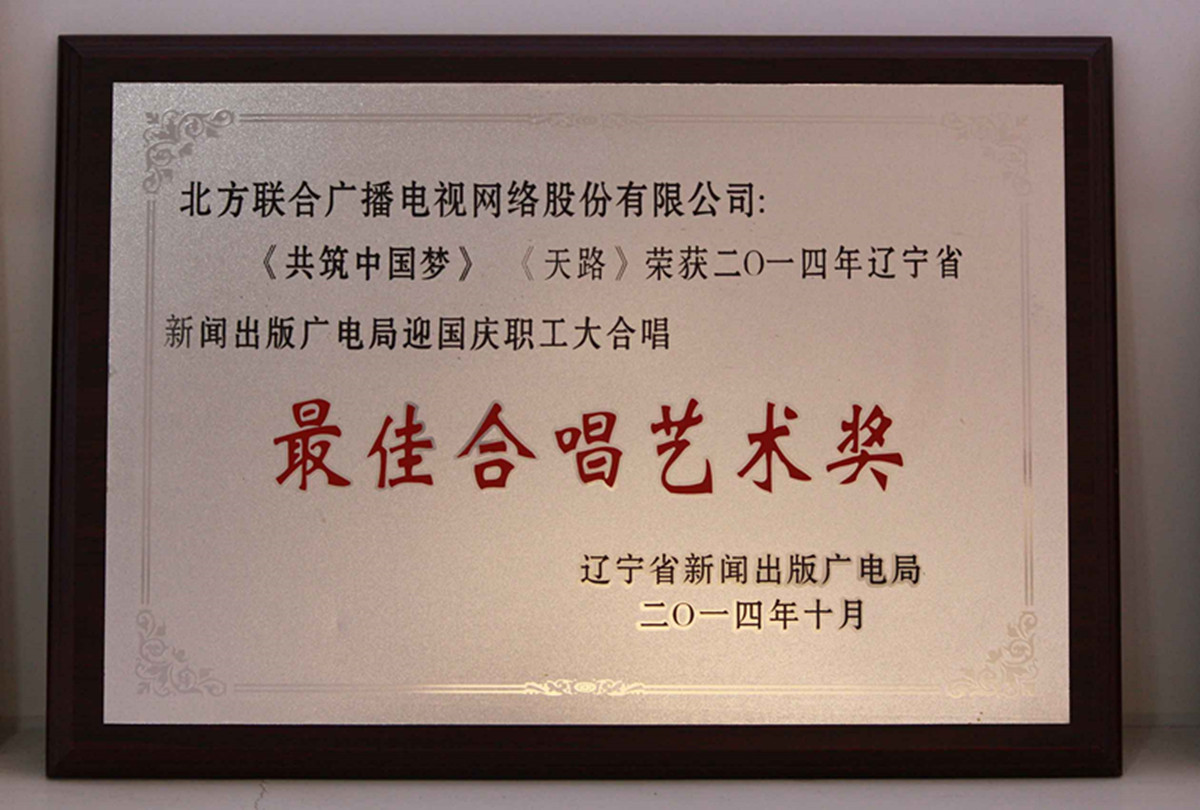 北方联合广播电视网络股份有限公司:
《共筑中国梦》 《天路》荣获二〇一四年辽宁省
新闻出版广电局迎国庆职工大合唱
最佳合唱艺术奖
辽宁省新闻出版广电局
二〇一四年十月